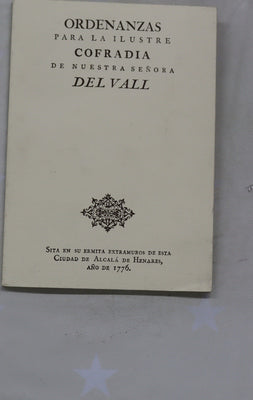 ORDENANZAS
PARA LA ILUSTRE
COFRADIA
DE NUESTRA SEÑORA
DEL VALL
SITA EN SU ERMITA EXTRAMUROS DE ESTA
CIUDAD DE ALCALÁ DE HENARES,
AÑO DE 1776.